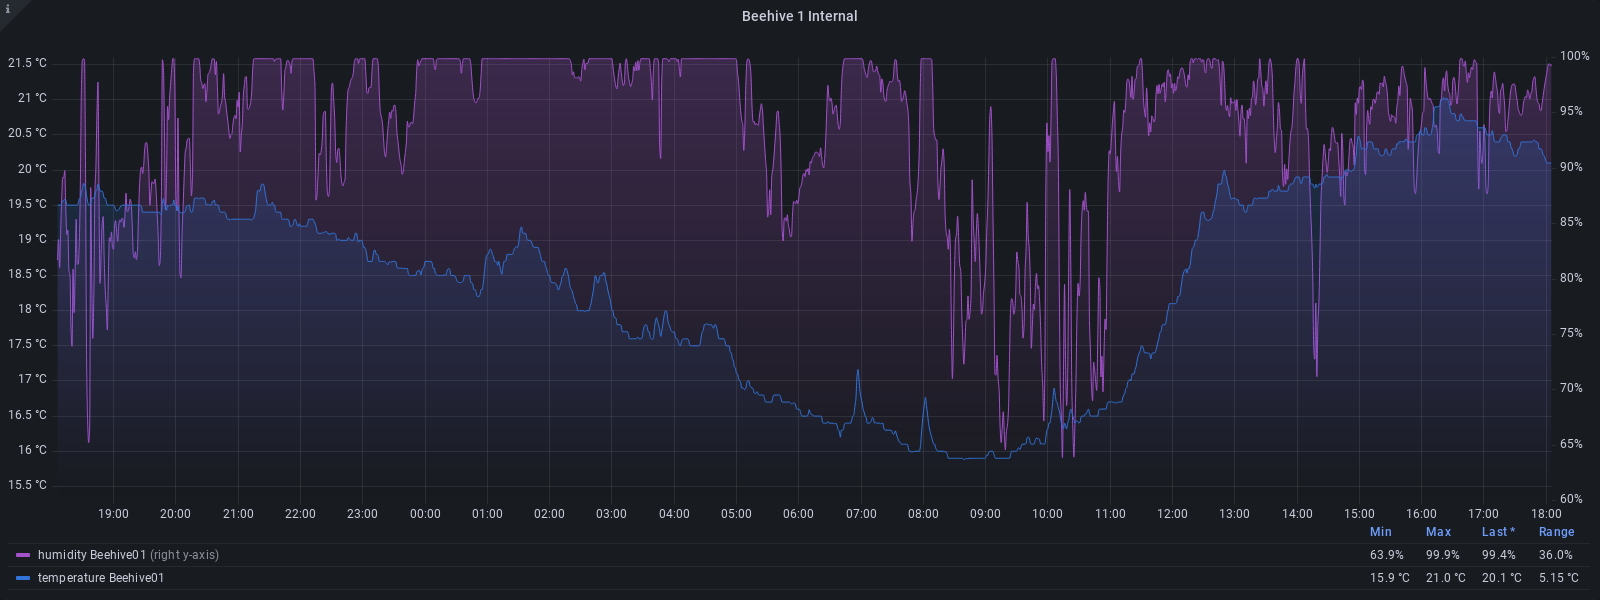 i
Beehive 1 Internal
21.5 °C
21 °C
20.5 °C
20 °C
19.5 °C
19 °C
18.5 °C
18 °C
17.5 °C
17 °C
16.5 °C
16 °C
15.5 °C
100%
95%
90%
85%
80%
75%
70%
65%
60%
19:00 20:00 21:00 22:00 23:00 00:00 01:00 02:00 03:00 04:00 05:00 06:00 07:00 08:00 09:00 10:00 11:00 12:00 13:00 14:00 15:00 16:00 17:00 18:00
Min Max Last * Range
humidity Beehive01 (right y-axis) 63.9% 99.9% 99.4% 36.0%
temperature Beehive01 15.9 °C 21.0 °C 20.1 °C 5.15 °C